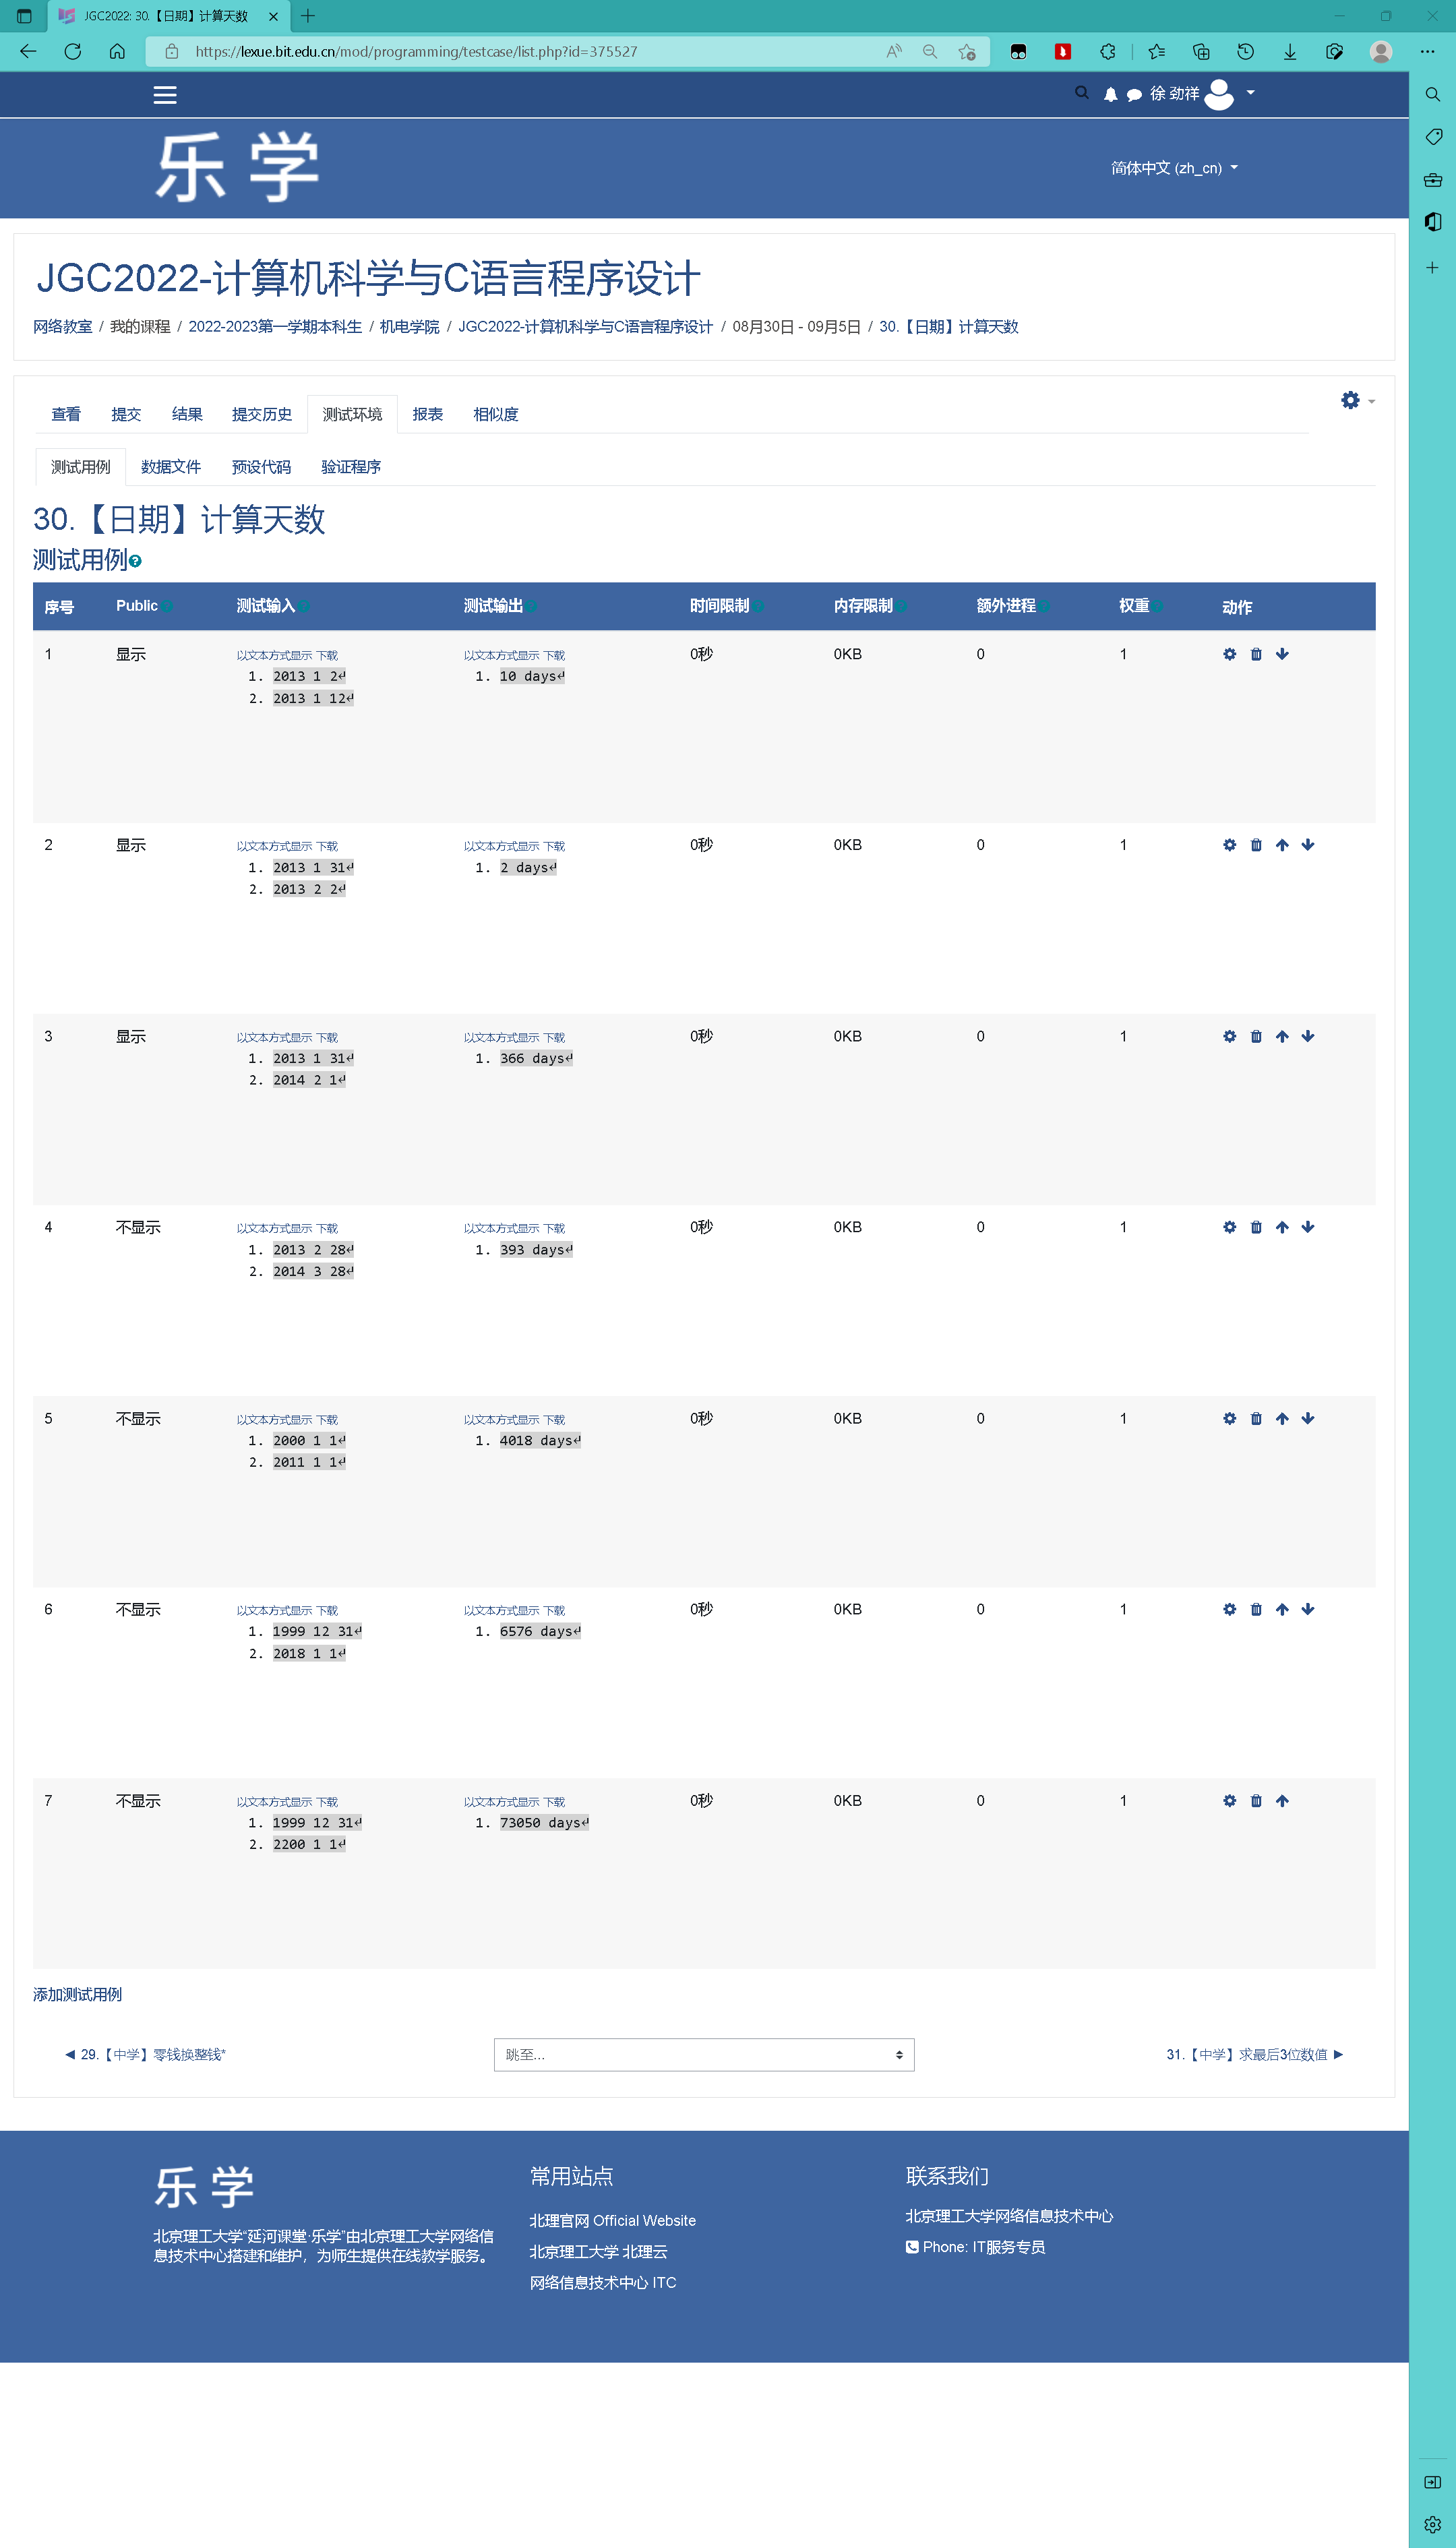 JGC2022: 30.【日期】计算天数
https://lexue.bit.edu.cn/mod/programming/testcase/list.php?id=375527
徐 劲祥
乐 学
简体中文 (zh_cn)
JGC2022-计算机科学与C语言程序设计
网络教室 / 我的课程 / 2022-2023第一学期本科生 / 机电学院 / JGC2022-计算机科学与C语言程序设计 / 08月30日 - 09月5日 / 30.【日期】计算天数
查看 提交 结果 提交历史 测试环境 报表 相似度
测试用例 数据文件 预设代码 验证程序
30.【日期】计算天数
测试用例
序号 Public 测试输入 测试输出 时间限制 内存限制 额外进程 权重 动作
1 显示 以文本方式显示 下载 以文本方式显示 下载 0秒 0KB 0 1
1. 2013 1 2↵ 1. 10 days↵
2. 2013 1 12↵
2 显示 以文本方式显示 下载 以文本方式显示 下载 0秒 0KB 0 1
1. 2013 1 31↵ 1. 2 days↵
2. 2013 2 2↵
3 显示 以文本方式显示 下载 以文本方式显示 下载 0秒 0KB 0 1
1. 2013 1 31↵ 1. 366 days↵
2. 2014 2 1↵
4 不显示 以文本方式显示 下载 以文本方式显示 下载 0秒 0KB 0 1
1. 2013 2 28↵ 1. 393 days↵
2. 2014 3 28↵
5 不显示 以文本方式显示 下载 以文本方式显示 下载 0秒 0KB 0 1
1. 2000 1 1↵ 1. 4018 days↵
2. 2011 1 1↵
6 不显示 以文本方式显示 下载 以文本方式显示 下载 0秒 0KB 0 1
1. 1999 12 31↵ 1. 6576 days↵
2. 2018 1 1↵
7 不显示 以文本方式显示 下载 以文本方式显示 下载 0秒 0KB 0 1
1. 1999 12 31↵ 1. 73050 days↵
2. 2200 1 1↵
添加测试用例
◄ 29.【中学】零钱换整钱* 跳至... 31.【中学】求最后3位数值 ►
乐 学
北京理工大学“延河课堂·乐学”由北京理工大学网络信
息技术中心搭建和维护，为师生提供在线教学服务。
常用站点
北理官网 Official Website
北京理工大学 北理云
网络信息技术中心 ITC
联系我们
北京理工大学网络信息技术中心
Phone: IT服务专员